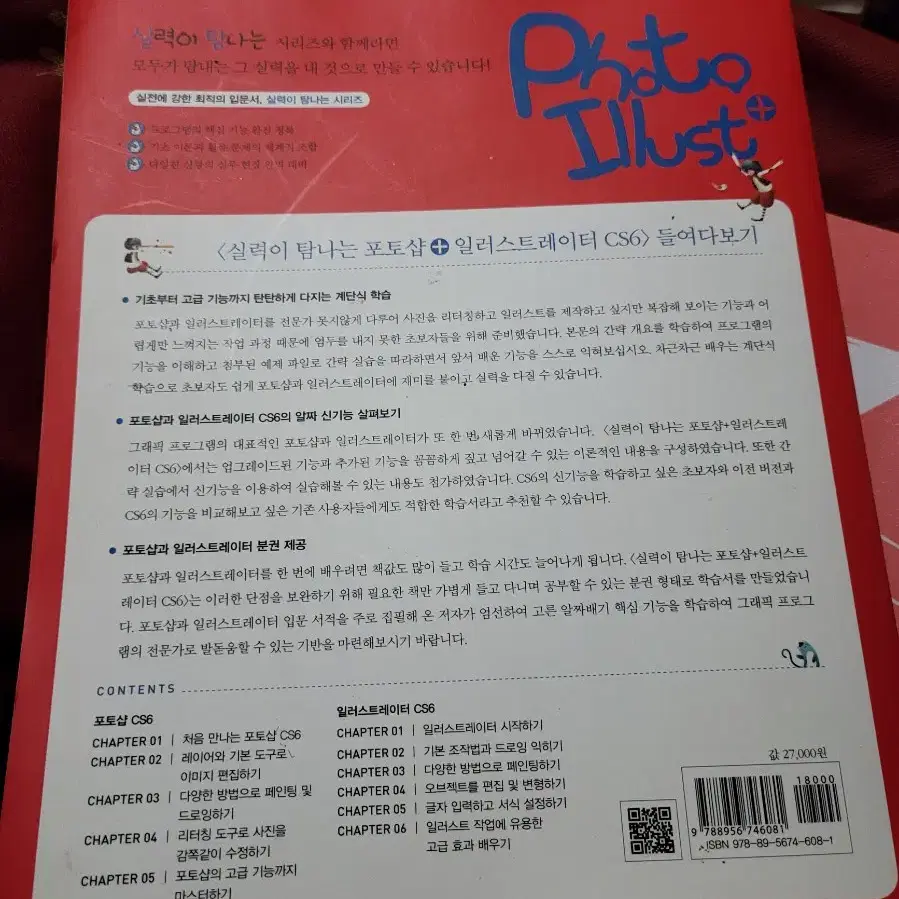 실력이 탐나는 시리즈와 함께라면
모두가 탐내는 그 실력을 내 것으로 만들 수 있습니다!
실전에 강한 최적의 입문서, 실력이 탐나는 시리즈
프로그램의 핵심 기능 완전 정복
기초 이론과 활용 문제의 체계적 조합
다양한 실무 현장 완벽 대비
Photo
Illust+
〈실력이 탐나는 포토샵+일러스트레이터 CS6〉 들여다보기
• 기초부터 고급 기능까지 탄탄하게 다지는 계단식 학습
포토샵과 일러스트레이터를 전문가 못지않게 다루어 사진을 리터칭하고 일러스트를 제작하고 싶지만 복잡해 보이는 기능과 어
렵게만 느껴지는 작업 과정 때문에 엄두를 내지 못한 초보자들을 위해 준비했습니다. 본문의 간략 개요를 학습하여 프로그램의
기능을 이해하고 첨부된 예제 파일로 간략 실습을 따라하면서 앞서 배운 기능을 스스로 익혀보십시오. 차근차근 배우는 계단식
학습으로 초보자도 쉽게 포토샵과 일러스트레이터에 재미를 붙이고 실력을 다질 수 있습니다.
• 포토샵과 일러스트레이터 CS6의 알짜 신기능 살펴보기
그래픽 프로그램의 대표적인 포토샵과 일러스트레이터가 또 한 번 새롭게 바뀌었습니다. 〈실력이 탐나는 포토샵+일러스트레
이터 CS6〉에서는 업그레이드된 기능과 추가된 기능을 꼼꼼하게 짚고 넘어갈 수 있는 이론적인 내용을 구성하였습니다. 또한 간
략 실습에서 신기능을 이용하여 실습해볼 수 있는 내용도 첨가하였습니다. CS6의 신기능을 학습하고 싶은 초보자와 이전 버전과
CS6의 기능을 비교해보고 싶은 기존 사용자들에게도 적합한 학습서라고 추천할 수 있습니다.
• 포토샵과 일러스트레이터 분권 제공
포토샵과 일러스트레이터를 한 번에 배우려면 책값도 많이 들고 학습 시간도 늘어나게 됩니다. 〈실력이 탐나는 포토샵+일러스트
레이터 CS6〉는 이러한 단점을 보완하기 위해 필요한 책만 가볍게 들고 다니며 공부할 수 있는 분권 형태로 학습서를 만들었습니
다. 포토샵과 일러스트레이터 입문 서적을 주로 집필해 온 저자가 엄선하여 고른 알짜배기 핵심 기능을 학습하여 그래픽 프로그
램의 전문가로 발돋움할 수 있는 기반을 마련해보시기 바랍니다.
CONTENTS
포토샵 CS6
CHAPTER 01 | 처음 만나는 포토샵 CS6
CHAPTER 02 | 레이어와 기본 도구로
이미지 편집하기
CHAPTER 03 | 다양한 방법으로 페인팅 및
드로잉하기
CHAPTER 04 | 리터칭 도구로 사진을
감쪽같이 수정하기
CHAPTER 05 | 포토샵의 고급 기능까지
마스터하기
일러스트레이터 CS6
CHAPTER 01 | 일러스트레이터 시작하기
CHAPTER 02 | 기본 조작법과 드로잉 익히기
CHAPTER 03 | 다양한 방법으로 페인팅하기
CHAPTER 04 | 오브젝트를 편집 및 변형하기
CHAPTER 05 | 글자 입력하고 서식 설정하기
CHAPTER 06 | 일러스트 작업에 유용한
고급 효과 배우기
값 27,000원
18000
9 788956 746081
ISBN 978-89-5674-608-1